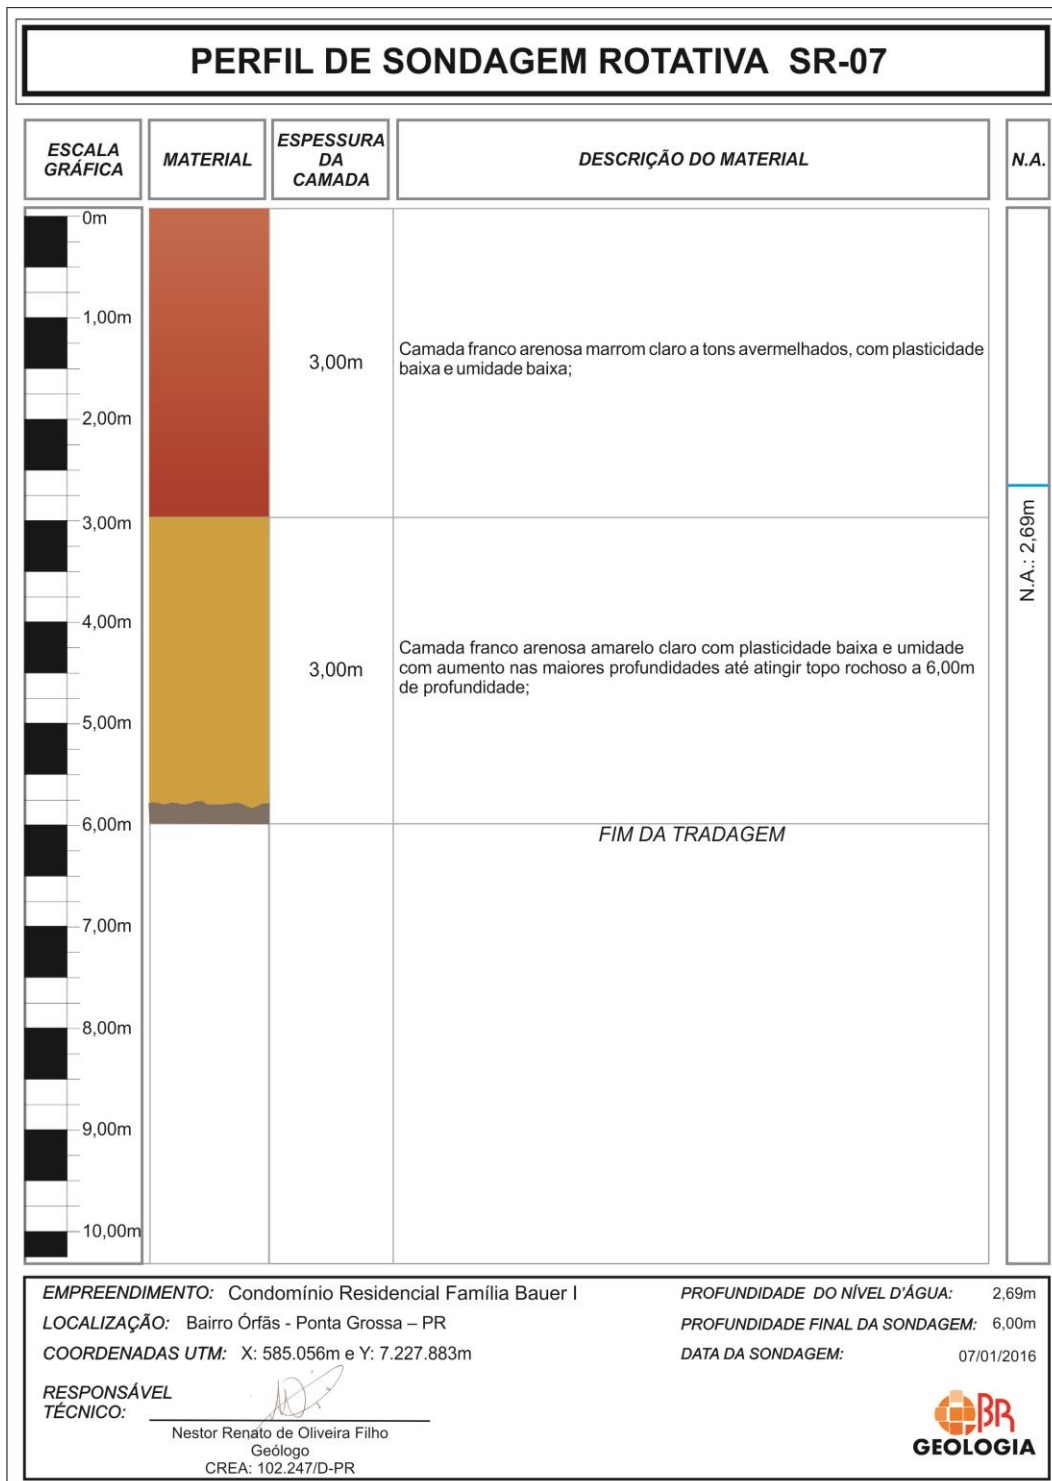 PERFIL DE SONDAGEM ROTATIVA SR-07
ESCALA
GRÁFICA
MATERIAL
ESPESSURA
DA
CAMADA
DESCRIÇÃO DO MATERIAL
N.A.
0m
1,00m
2,00m
3,00m
4,00m
5,00m
6,00m
7,00m
8,00m
9,00m
10,00m
3,00m
Camada franco arenosa marrom claro a tons avermelhados, com plasticidade
baixa e umidade baixa;
3,00m
Camada franco arenosa amarelo claro com plasticidade baixa e umidade
com aumento nas maiores profundidades até atingir topo rochoso a 6,00m
de profundidade;
FIM DA TRADAGEM
N.A.: 2,69m
EMPREENDIMENTO: Condomínio Residencial Família Bauer I
LOCALIZAÇÃO: Bairro Órfãs - Ponta Grossa – PR
COORDENADAS UTM: X: 585.056m e Y: 7.227.883m
RESPONSÁVEL
TÉCNICO:
Nestor Renato de Oliveira Filho
Geólogo
CREA: 102.247/D-PR
PROFUNDIDADE DO NÍVEL D'ÁGUA: 2,69m
PROFUNDIDADE FINAL DA SONDAGEM: 6,00m
DATA DA SONDAGEM: 07/01/2016
BR
GEOLOGIA